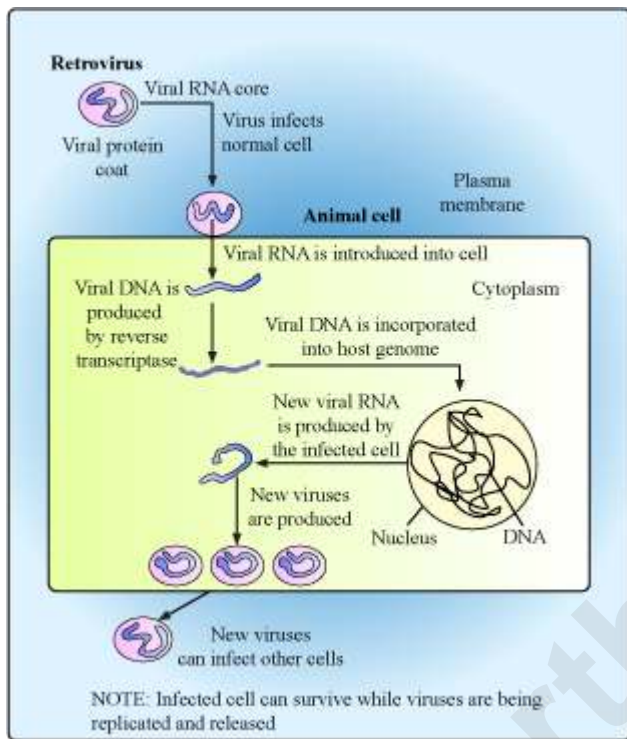 Retrovirus
Viral RNA core
Viral protein
coat
Virus infects
normal cell
Plasma
membrane
Animal cell
Viral RNA is introduced into cell
Cytoplasm
Viral DNA is
produced
by reverse
transcriptase
Viral DNA is incorporated
into host genome
New viral RNA
is produced by
the infected cell
New viruses
are produced
Nucleus
DNA
New viruses
can infect other cells
NOTE: Infected cell can survive while viruses are being
replicated and released